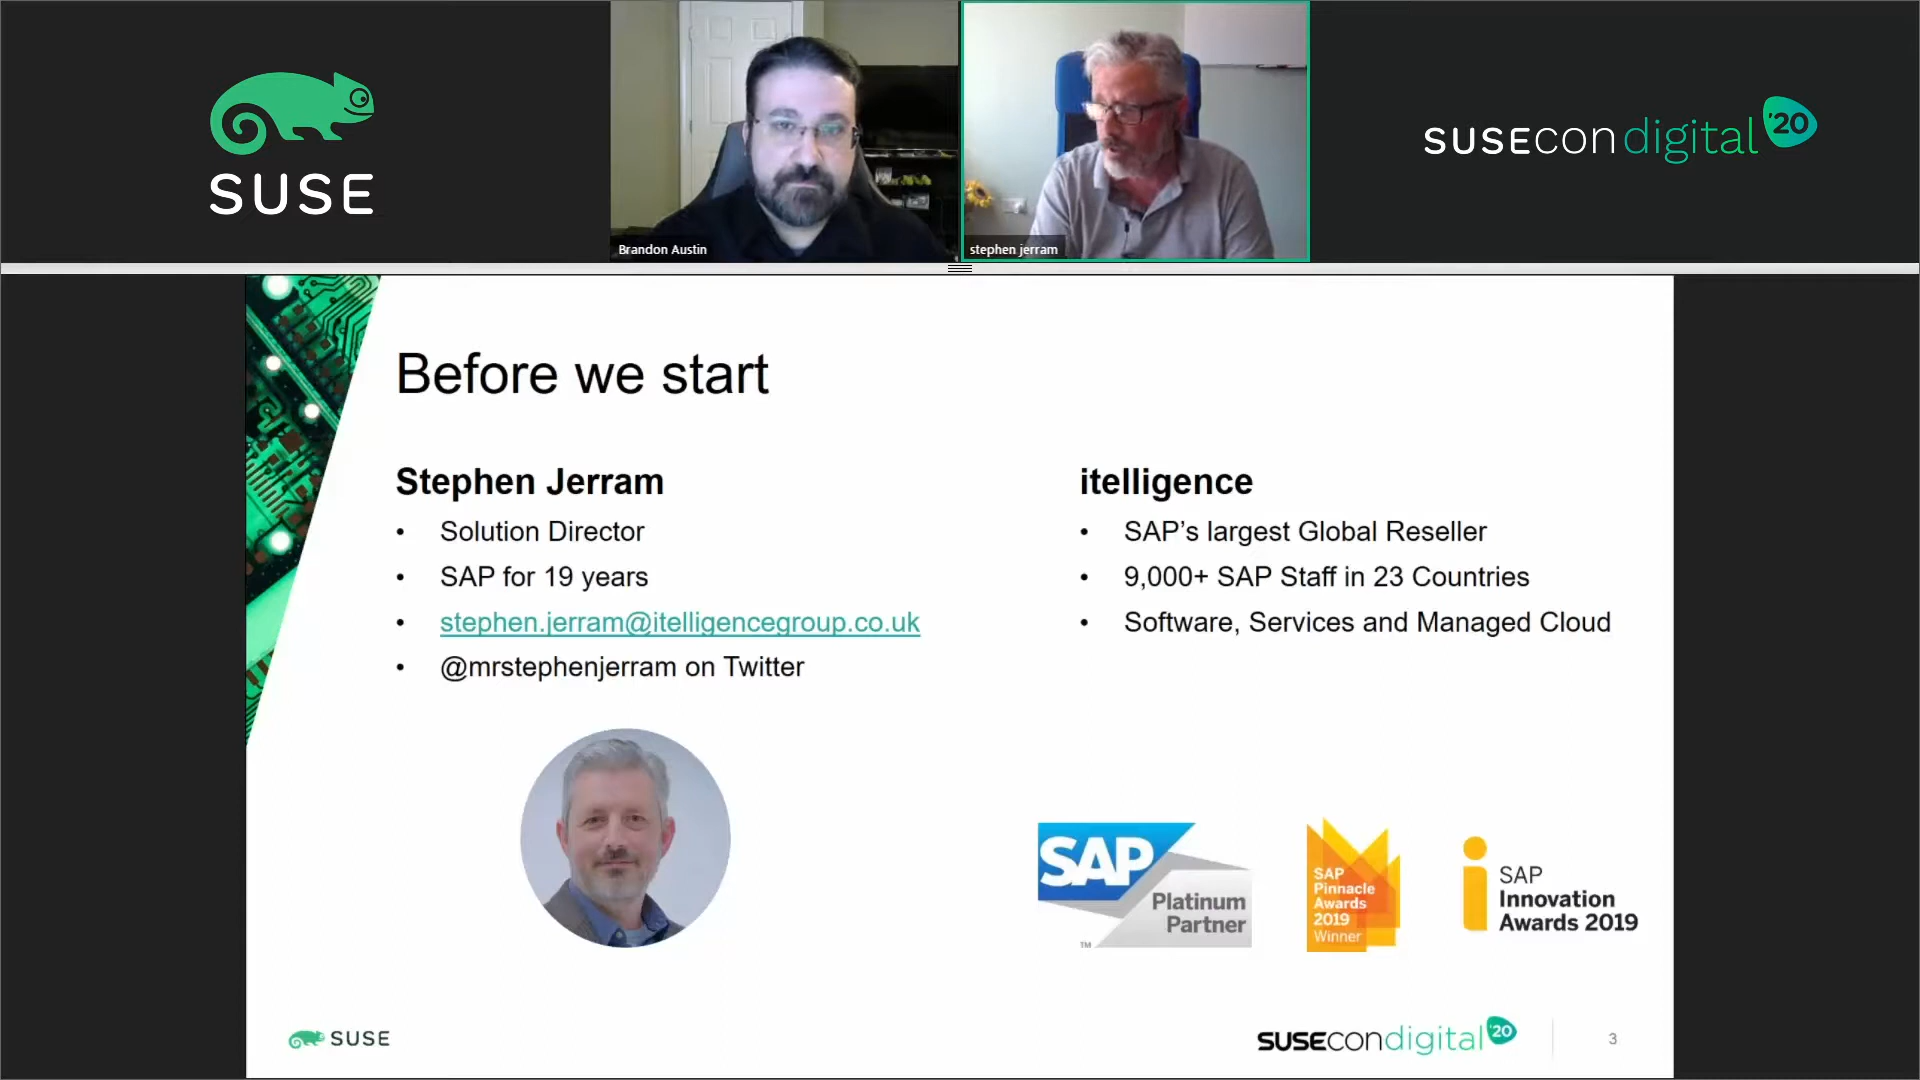 SUSE
Brandon Austin
stephen jerram
SUSECON digital '20
Before we start
Stephen Jerram
• Solution Director
• SAP for 19 years
• stephen.jerram@itelligencegroup.co.uk
• @mrstephenjerram on Twitter
itelligence
• SAP’s largest Global Reseller
• 9,000+ SAP Staff in 23 Countries
• Software, Services and Managed Cloud
SAP
Platinum
Partner
TM
SAP
Pinnacle
Awards
2019
Winner
SAP
Innovation
Awards 2019
SUSE
SUSECON digital '20
3